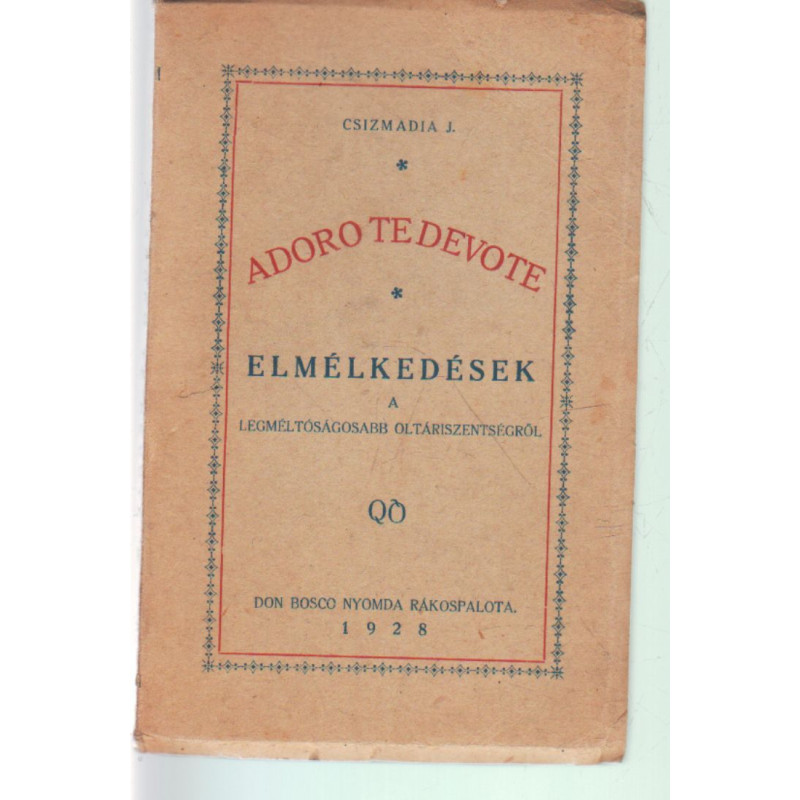 CSIZMADIA J.
ADORO TE DEVOTE
ELMÉLKEDÉSEK
A
LEGMÉLTÓSÁGOSABB OLTÁRISZENTSÉGRŐL
DON BOSCO NYOMDA RÁKOSPALOTA.
1928